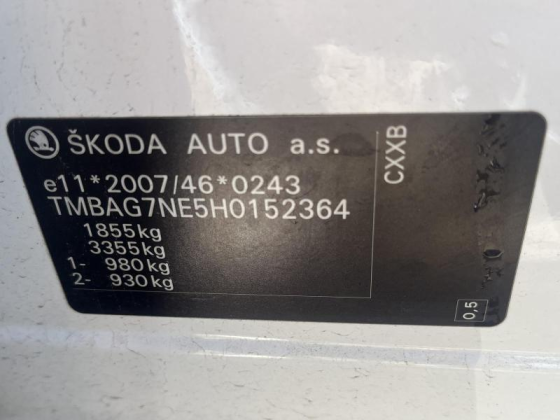 ŠKODA AUTO a.s.
e11*2007/46*0243
TMBAG7NE5H0152364
1855kg
3355kg
1- 980kg
2- 930kg
CXXB
0,5